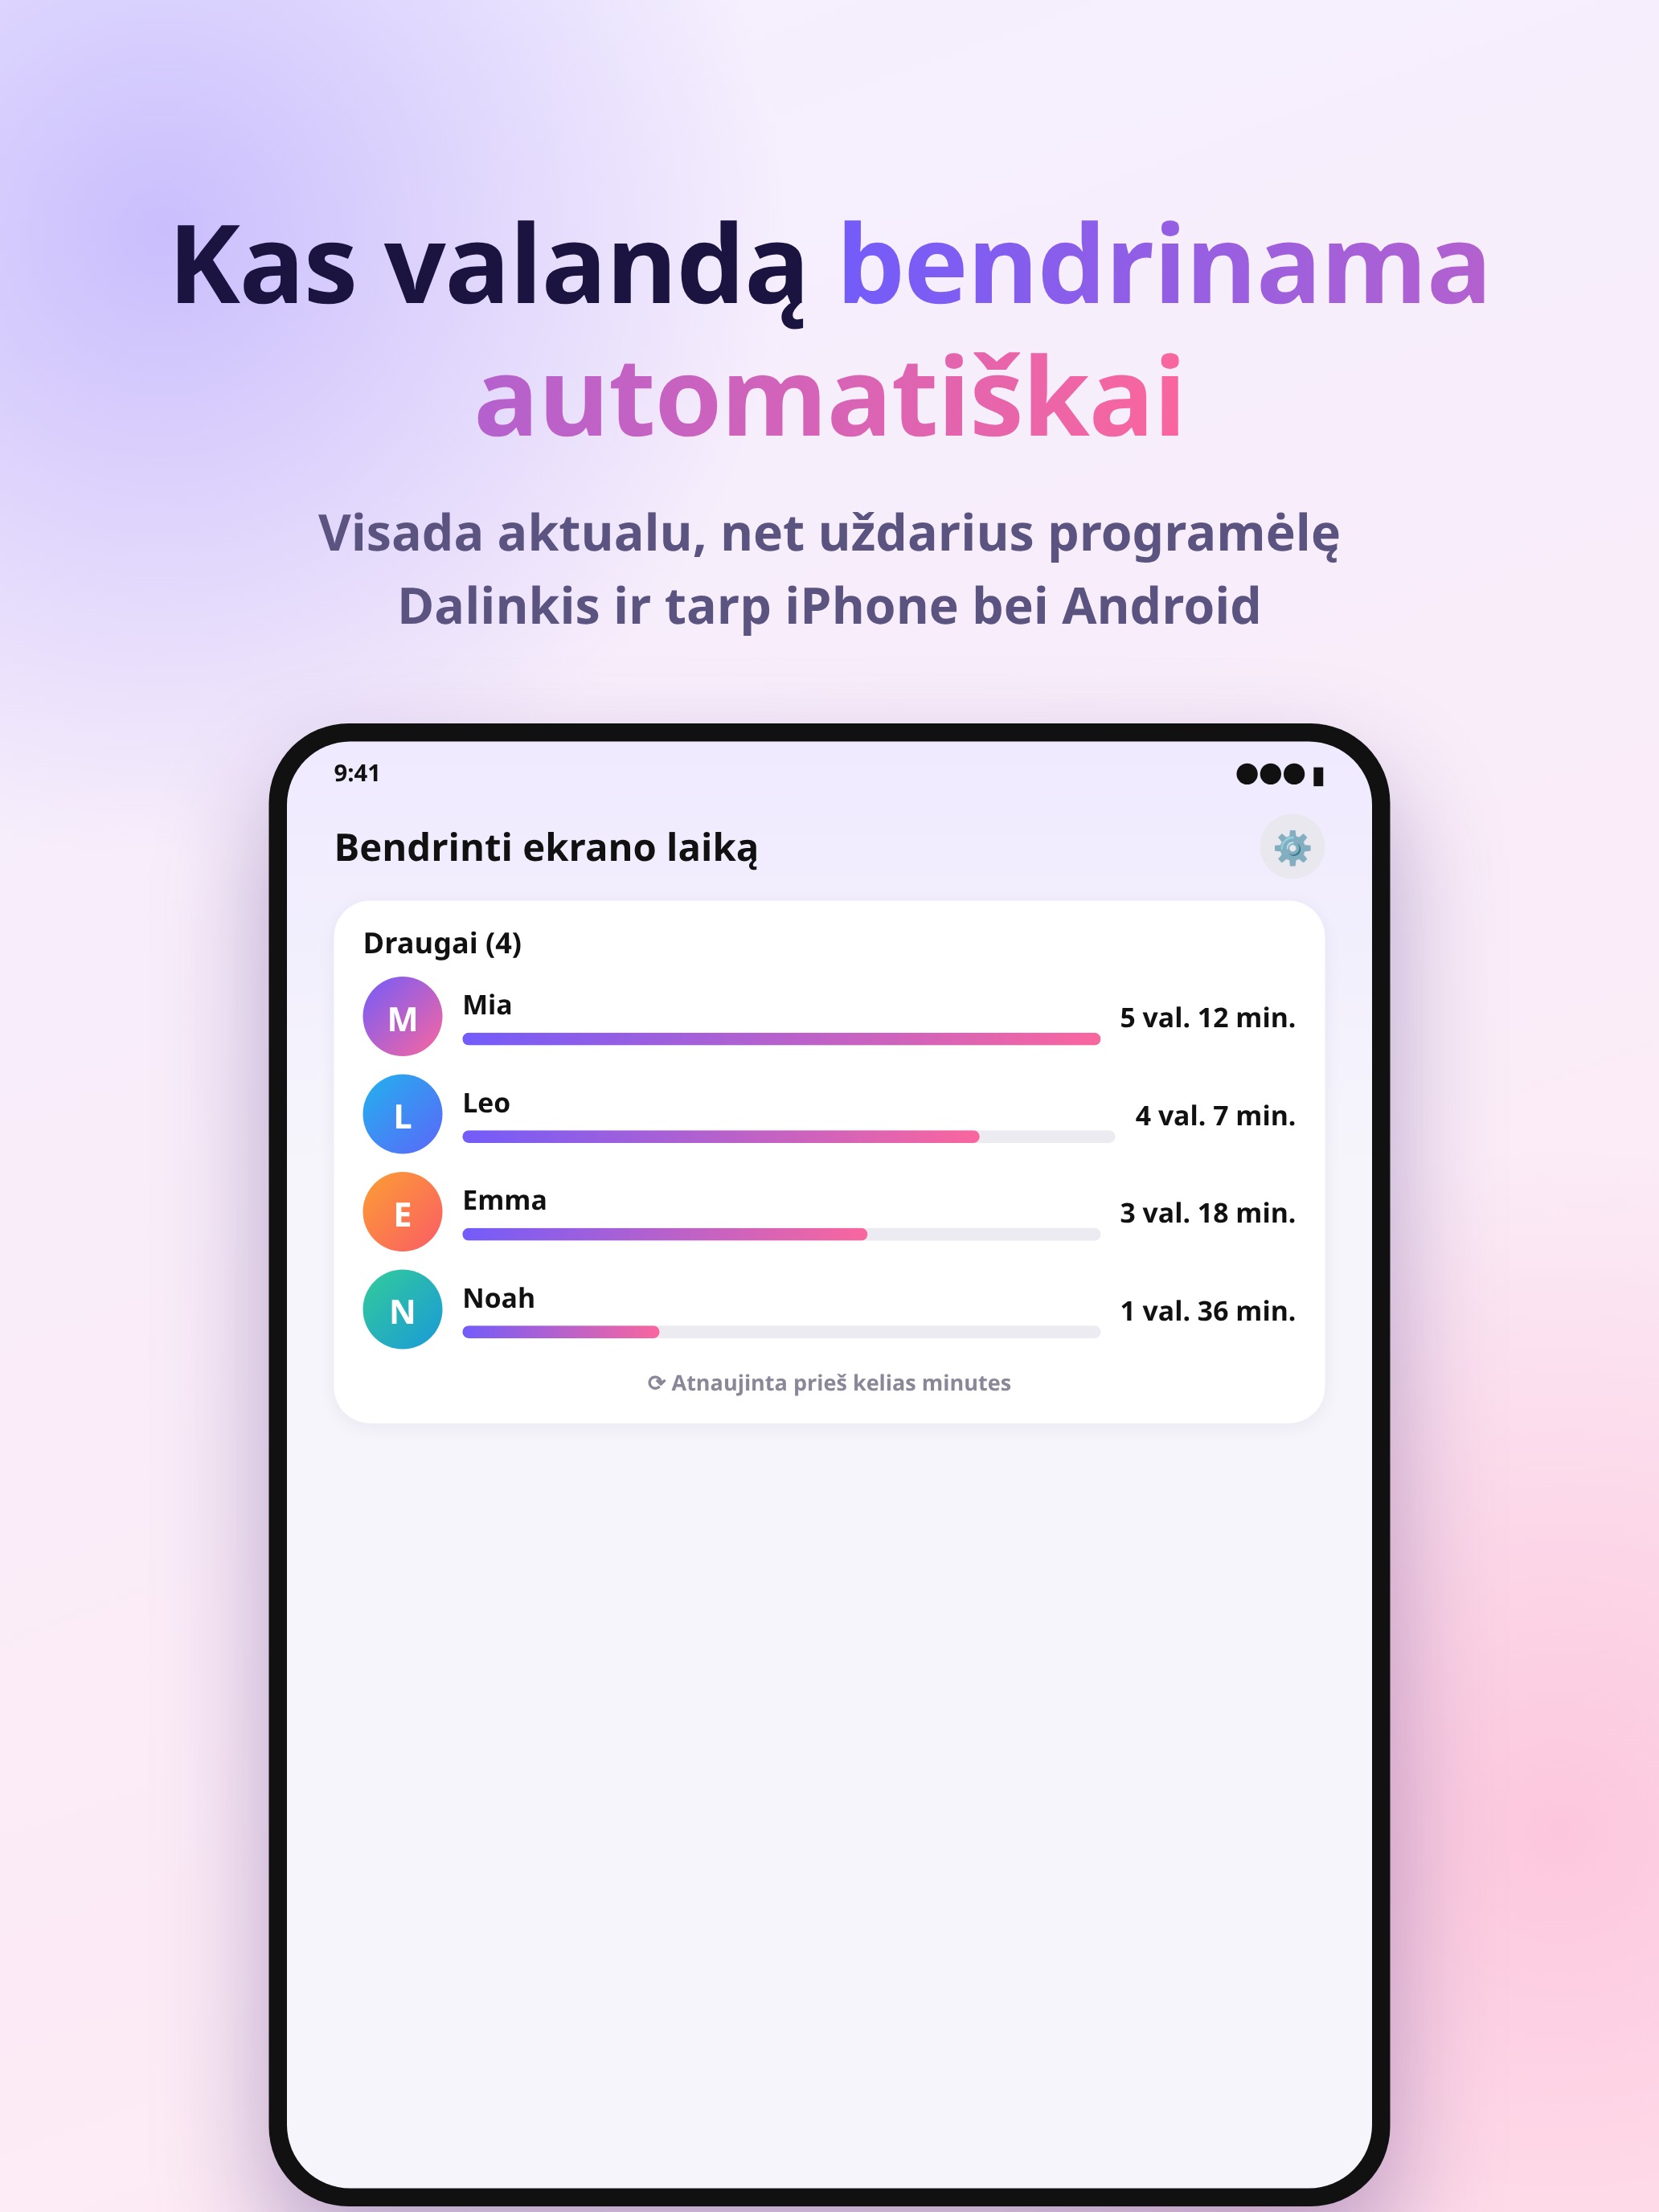 Kas valandą bendrinama
automatiškai
Visada aktualu, net uždarius programėlę
Dalinkis ir tarp iPhone bei Android
9:41
Bendrinti ekrano laiką
Draugai (4)
M
Mia
5 val. 12 min.
L
Leo
4 val. 7 min.
E
Emma
3 val. 18 min.
N
Noah
1 val. 36 min.
⟳ Atnaujinta prieš kelias minutes